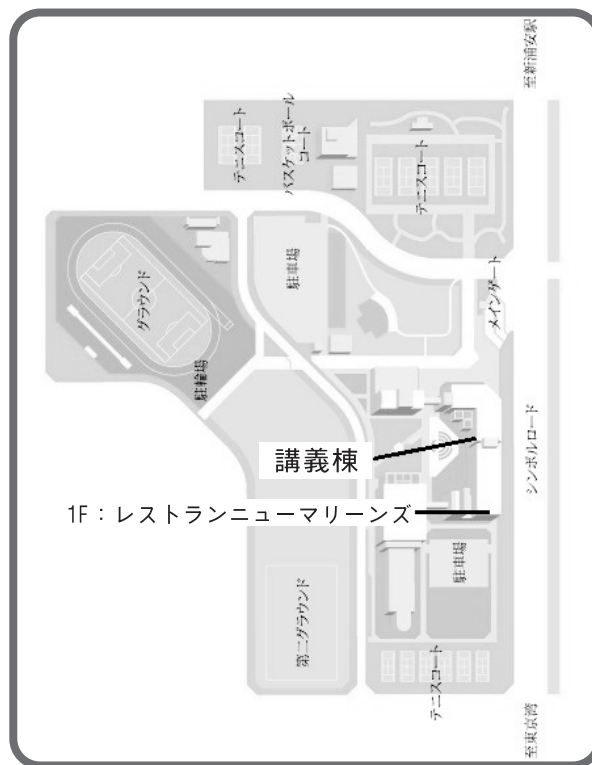 至新浦安駅
テニスコート
バスケットボール
コート
テニスコート
グラウンド
駐車場
メインゲート
駐輪場
講義棟
シンボルロード
1F：レストランニューマリーンズ
第二グラウンド
駐車場
テニスコート
至東京湾